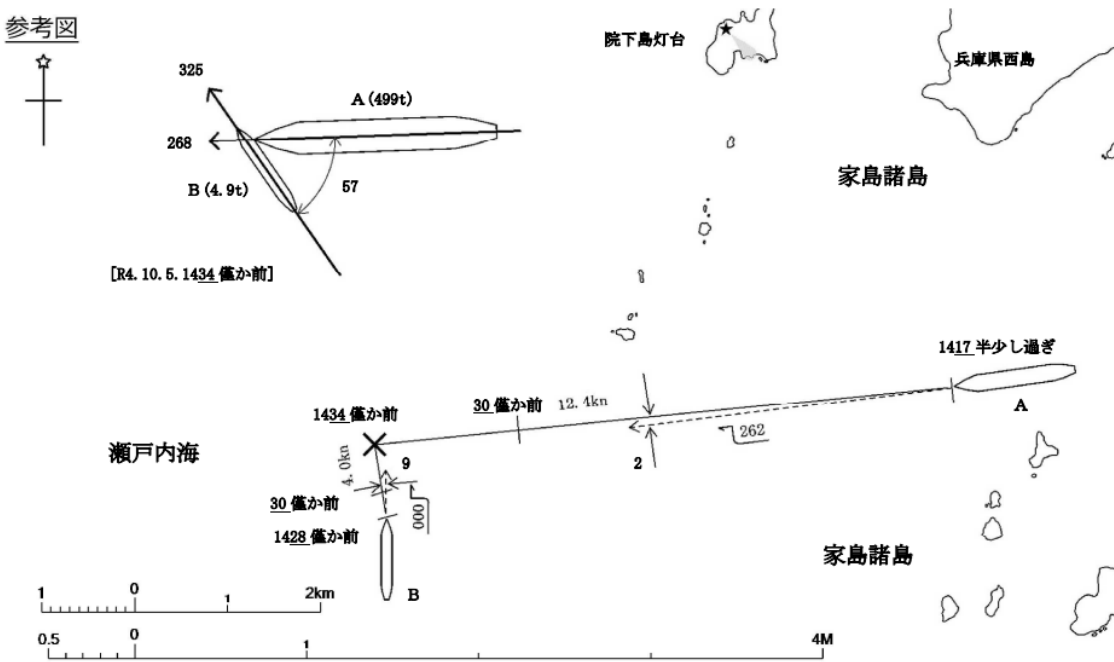 参考図
院下島灯台
兵庫県西島
325
A (499t)
268
B (4.9t)
57
家島諸島
[R4.10.5.1434 僅か前]
1417 半少し過ぎ
A
1434 僅か前
30 僅か前
12.4kn
262
2
瀬戸内海
4.0kn
9
000
30 僅か前
1428 僅か前
B
家島諸島
1 0 1 2km
0.5 0 1 4M